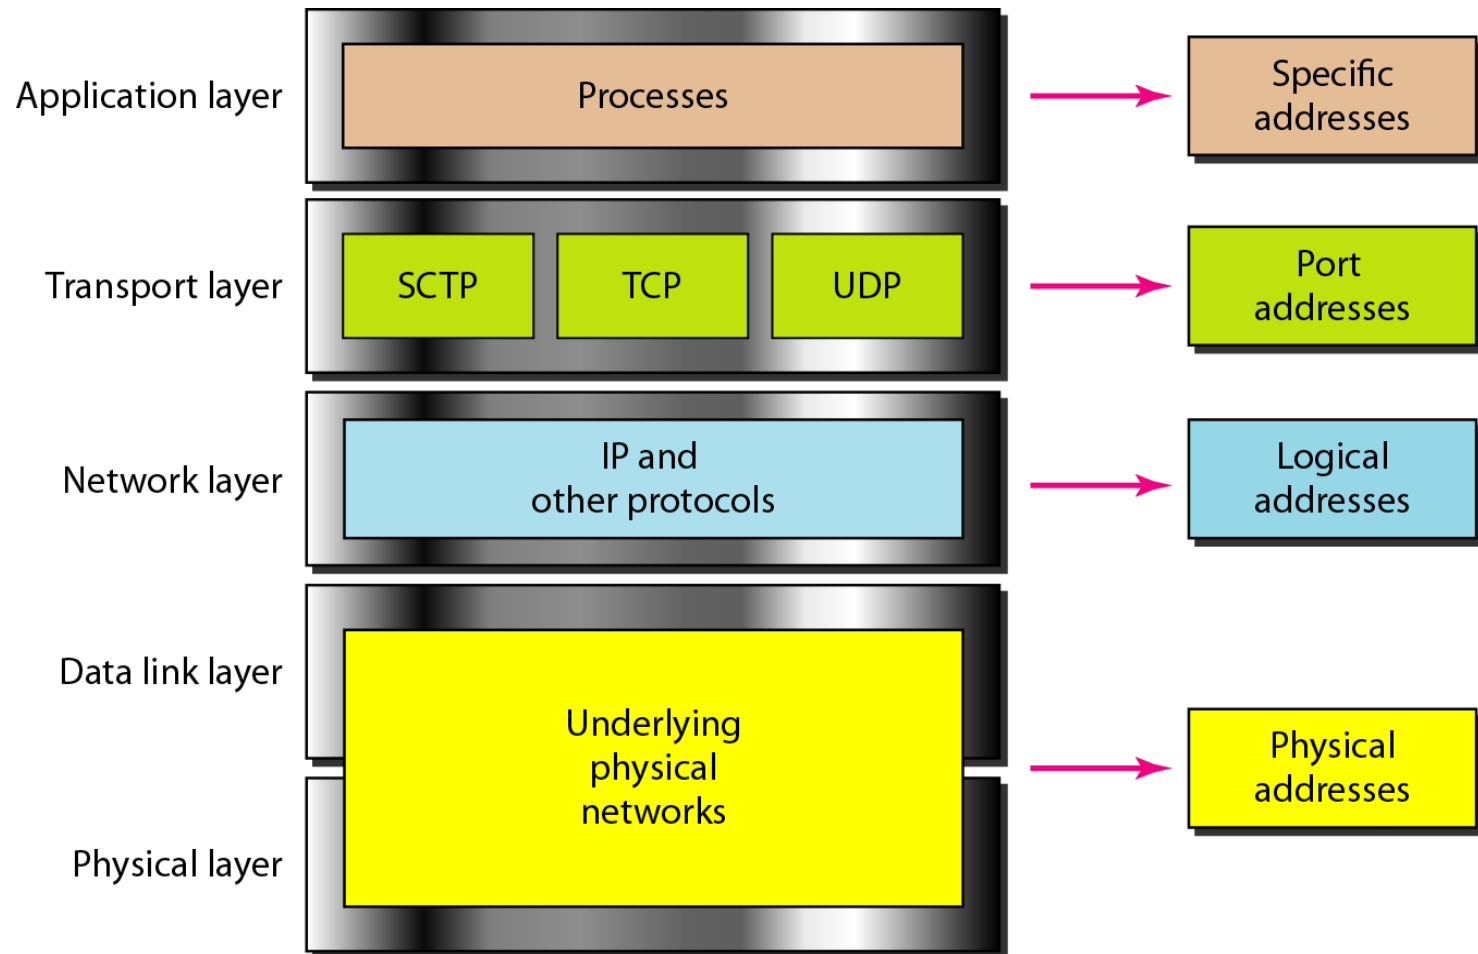 Application layer
Processes
Specific
addresses
Transport layer
SCTP
TCP
UDP
Port
addresses
Network layer
IP and
other protocols
Logical
addresses
Data link layer
Underlying
physical
networks
Physical
addresses
Physical layer